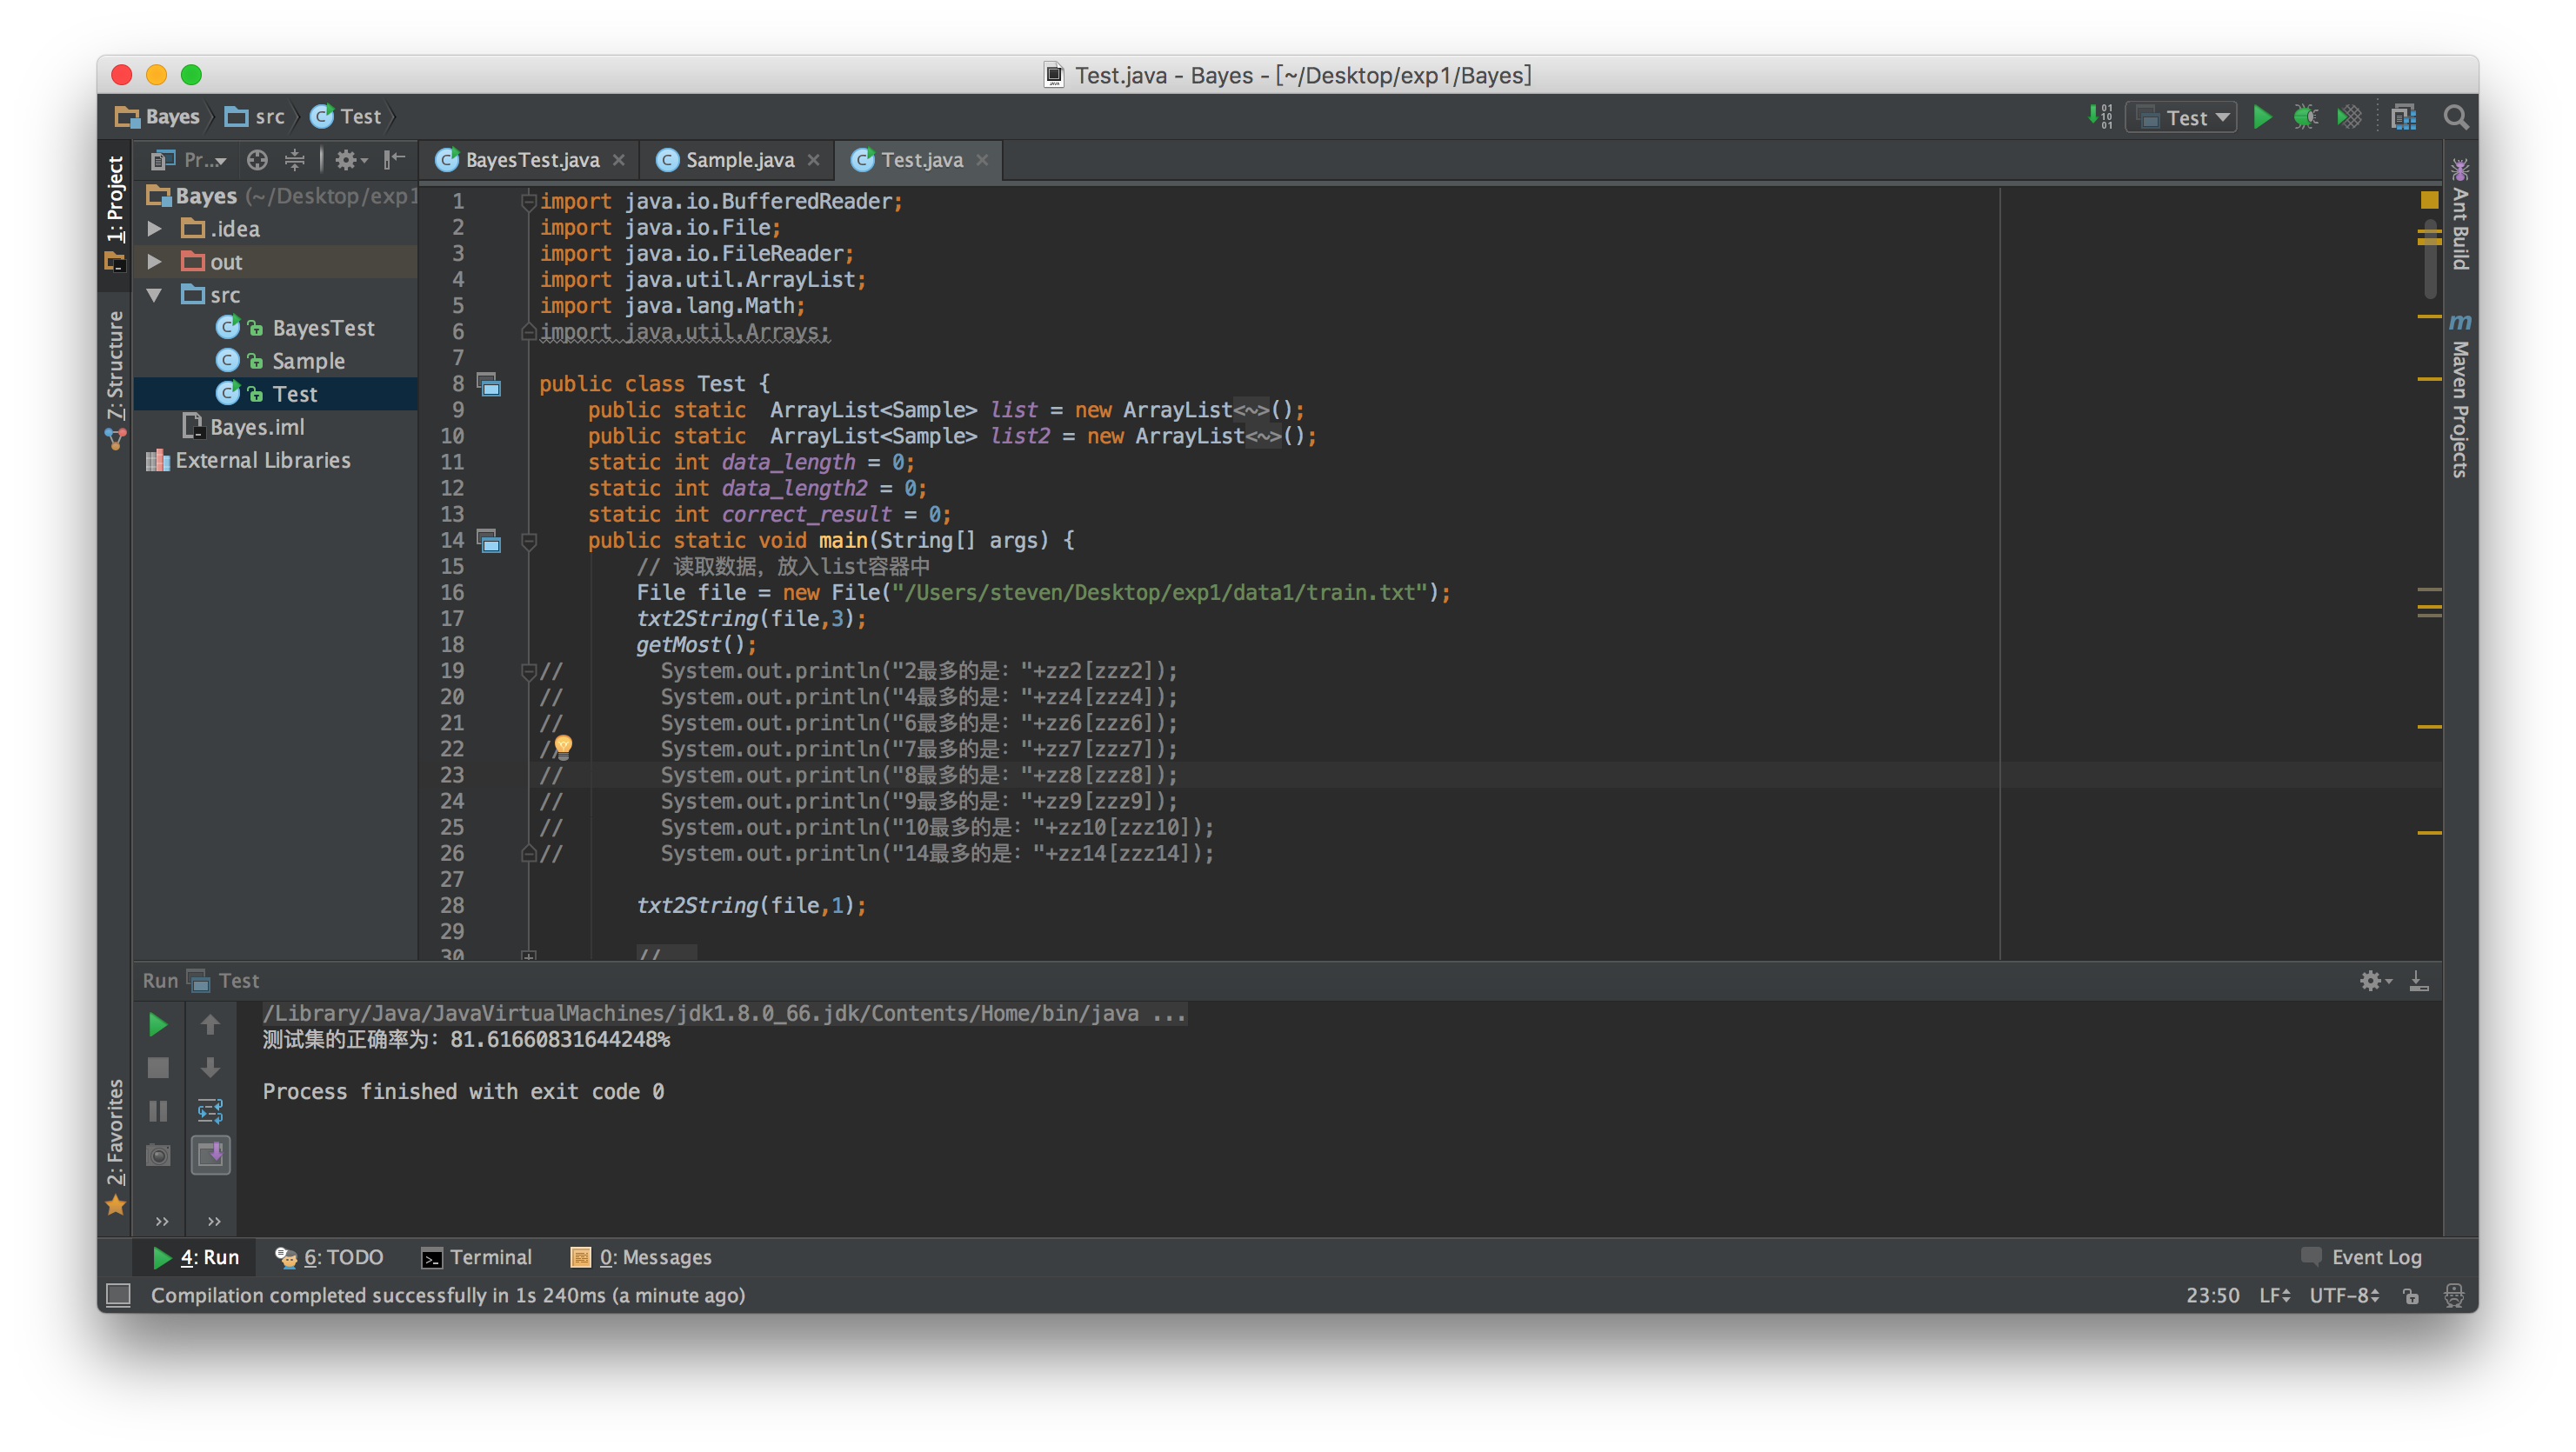 Test.java - Bayes - [~/Desktop/exp1/Bayes]
Bayes src Test
Test
1: Project
7: Structure
2: Favorites
Pr...
Bayes (~/Desktop/exp1
.idea
out
src
BayesTest
Sample
Test
Bayes.iml
External Libraries
BayesTest.java Sample.java Test.java
1 import java.io.BufferedReader;
2 import java.io.File;
3 import java.io.FileReader;
4 import java.util.ArrayList;
5 import java.lang.Math;
6 import java.util.Arrays;
7
8 public class Test {
9 public static  ArrayList<Sample> list = new ArrayList<~>();
10 public static  ArrayList<Sample> list2 = new ArrayList<~>();
11 static int data_length = 0;
12 static int data_length2 = 0;
13 static int correct_result = 0;
14 public static void main(String[] args) {
15 // 读取数据，放入list容器中
16 File file = new File("/Users/steven/Desktop/exp1/data1/train.txt");
17 txt2String(file,3);
18 getMost();
19 // System.out.println("2最多的是："+zz2[zzz2]);
20 // System.out.println("4最多的是："+zz4[zzz4]);
21 // System.out.println("6最多的是："+zz6[zzz6]);
22 // System.out.println("7最多的是："+zz7[zzz7]);
23 // System.out.println("8最多的是："+zz8[zzz8]);
24 // System.out.println("9最多的是："+zz9[zzz9]);
25 // System.out.println("10最多的是："+zz10[zzz10]);
26 // System.out.println("14最多的是："+zz14[zzz14]);
27
28 txt2String(file,1);
29
30 //
Ant Build
m Maven Projects
Run Test
/Library/Java/JavaVirtualMachines/jdk1.8.0_66.jdk/Contents/Home/bin/java ...
测试集的正确率为：81.61660831644248%
Process finished with exit code 0
4: Run 6: TODO Terminal 0: Messages Event Log
Compilation completed successfully in 1s 240ms (a minute ago) 23:50 LF UTF-8